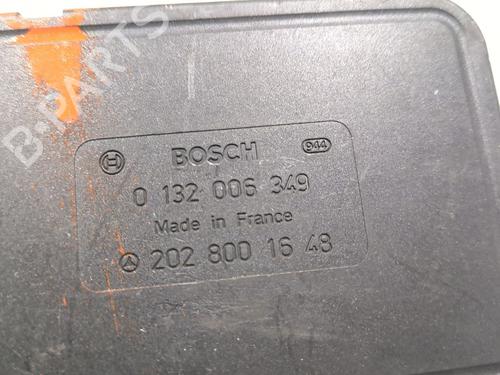 B-PARTS
BOSCH 944
0 132 006 349
Made in France
202 800 16 48